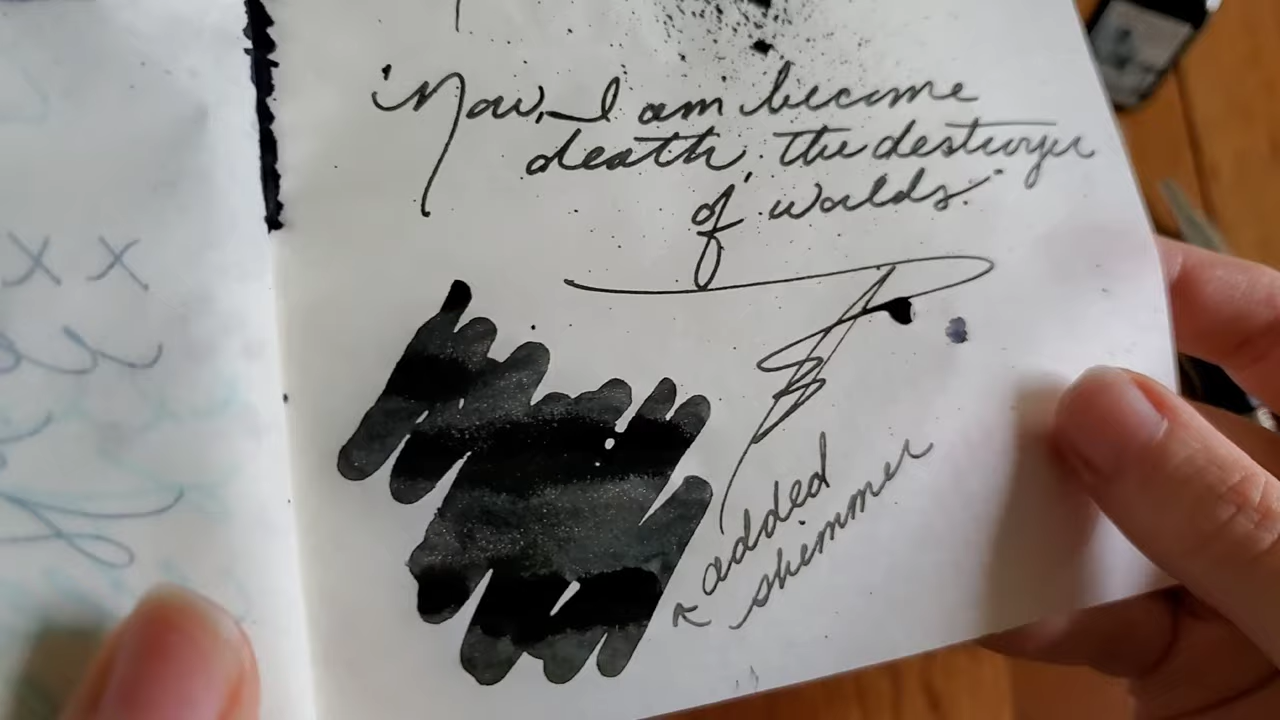 "Now, I am become
death, the destroyer
of worlds."
added
shimmer
x x